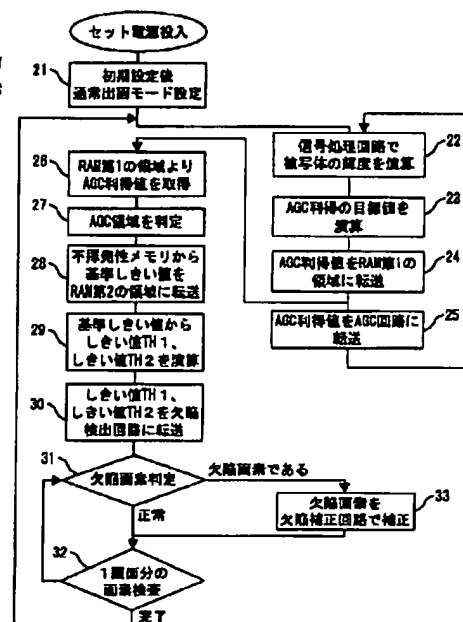 セット電源投入
21
初期設定後
通常出画モード設定
26
RAM第1の領域より
AGC利得値を取得
27
AGC領域を判定
28
不揮発性メモリから
基準しきい値を
RAM第2の領域に転送
29
基準しきい値から
しきい値TH1、
しきい値TH2を演算
30
しきい値TH1、
しきい値TH2を欠陥
検出回路に転送
31
欠陥画素判定
欠陥画素である
正常
32
1画面分の
画素検査
完了
信号処理回路で
被写体の輝度を演算
22
AGC利得の目標値を
演算
23
AGC利得値をRAM第1の
領域に転送
24
AGC利得値をAGC回路に
転送
25
欠陥画素を
欠陥補正回路で補正
33